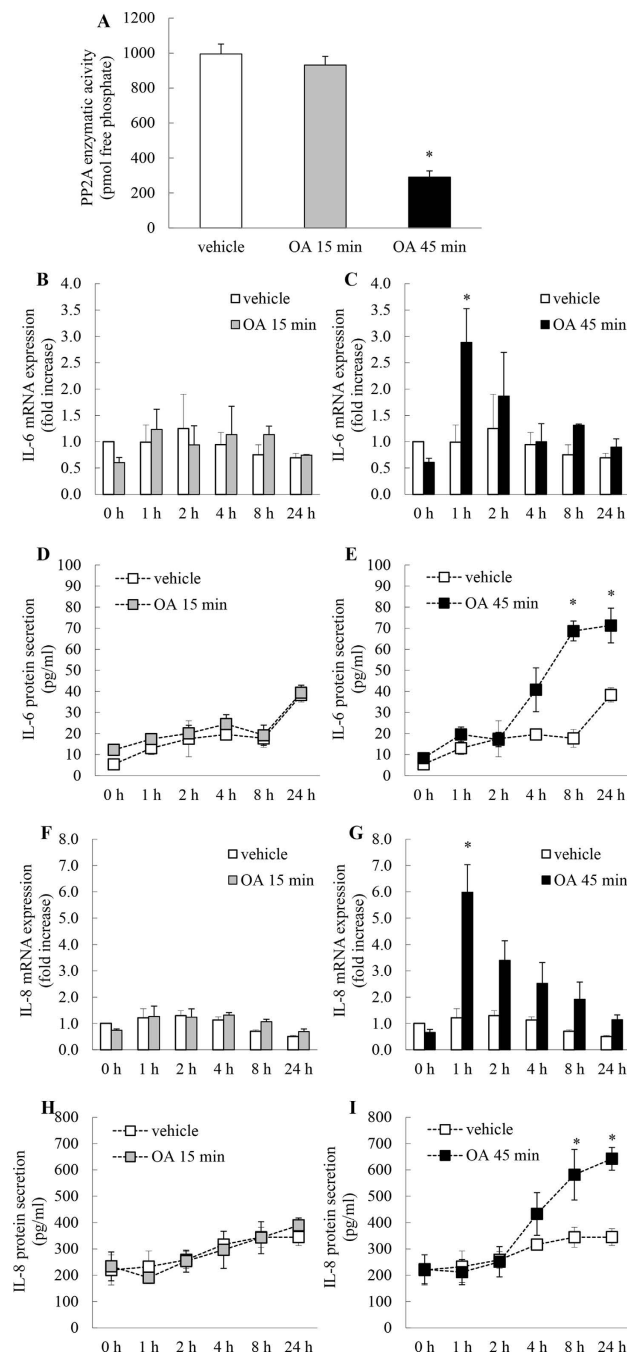 A
PP2A enzymatic acivity
(pmol free phosphate)
1200
1000
800
600
400
200
0
*
vehicle OA 15 min OA 45 min
B
IL-6 mRNA expression
(fold increase)
4.0
3.5
3.0
2.5
2.0
1.5
1.0
0.5
0.0
vehicle
OA 15 min
0 h 1 h 2 h 4 h 8 h 24 h
C
IL-6 mRNA expression
(fold increase)
4.0
3.5
3.0
2.5
2.0
1.5
1.0
0.5
0.0
*
vehicle
OA 45 min
0 h 1 h 2 h 4 h 8 h 24 h
D
IL-6 protein secretion
(pg/ml)
100
90
80
70
60
50
40
30
20
10
0
vehicle
OA 15 min
0 h 1 h 2 h 4 h 8 h 24 h
E
IL-6 protein secretion
(pg/ml)
100
90
80
70
60
50
40
30
20
10
0
vehicle
OA 45 min
* *
0 h 1 h 2 h 4 h 8 h 24 h
F
IL-8 mRNA expression
(fold increase)
8.0
7.0
6.0
5.0
4.0
3.0
2.0
1.0
0.0
vehicle
OA 15 min
0 h 1 h 2 h 4 h 8 h 24 h
G
IL-8 mRNA expression
(fold increase)
8.0
7.0
6.0
5.0
4.0
3.0
2.0
1.0
0.0
*
vehicle
OA 45 min
0 h 1 h 2 h 4 h 8 h 24 h
H
IL-8 protein secretion
(pg/ml)
800
700
600
500
400
300
200
100
0
vehicle
OA 15 min
0 h 1 h 2 h 4 h 8 h 24 h
I
IL-8 protein secretion
(pg/ml)
800
700
600
500
400
300
200
100
0
vehicle
OA 45 min
* *
0 h 1 h 2 h 4 h 8 h 24 h